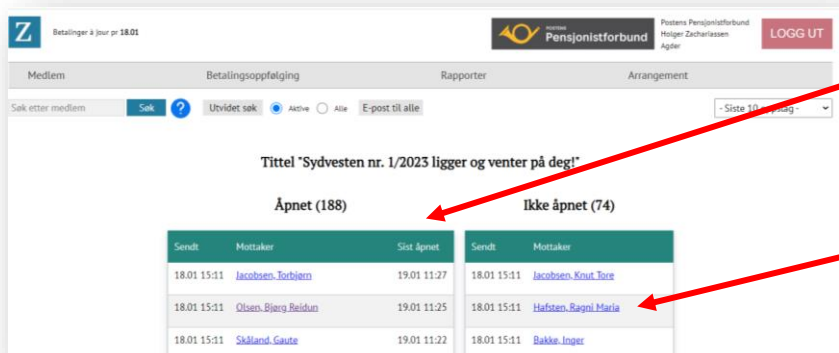 Z
Betalinger à jour pr 18.01
POSTENS
Pensjonistforbund
Postens Pensjonistforbund
Holger Zachariassen
Agder
LOGG UT
Medlem Betalingsoppfølging Rapporter Arrangement
Søk etter medlem Søk ? Utvidet søk Aktive Alle E-post til alle - Siste 10 oppslag -
Tittel "Sydvesten nr. 1/2023 ligger og venter på deg!"
Åpnet (188) Ikke åpnet (74)
Sendt Mottaker Sist åpnet Sendt Mottaker
18.01 15:11 Jacobsen, Torbjørn 19.01 11:27 18.01 15:11 Jacobsen, Knut Tore
18.01 15:11 Olsen, Bjørg Reidun 19.01 11:25 18.01 15:11 Hafsten, Ragni Maria
18.01 15:11 Skåland, Gaute 19.01 11:22 18.01 15:11 Bakke, Inger